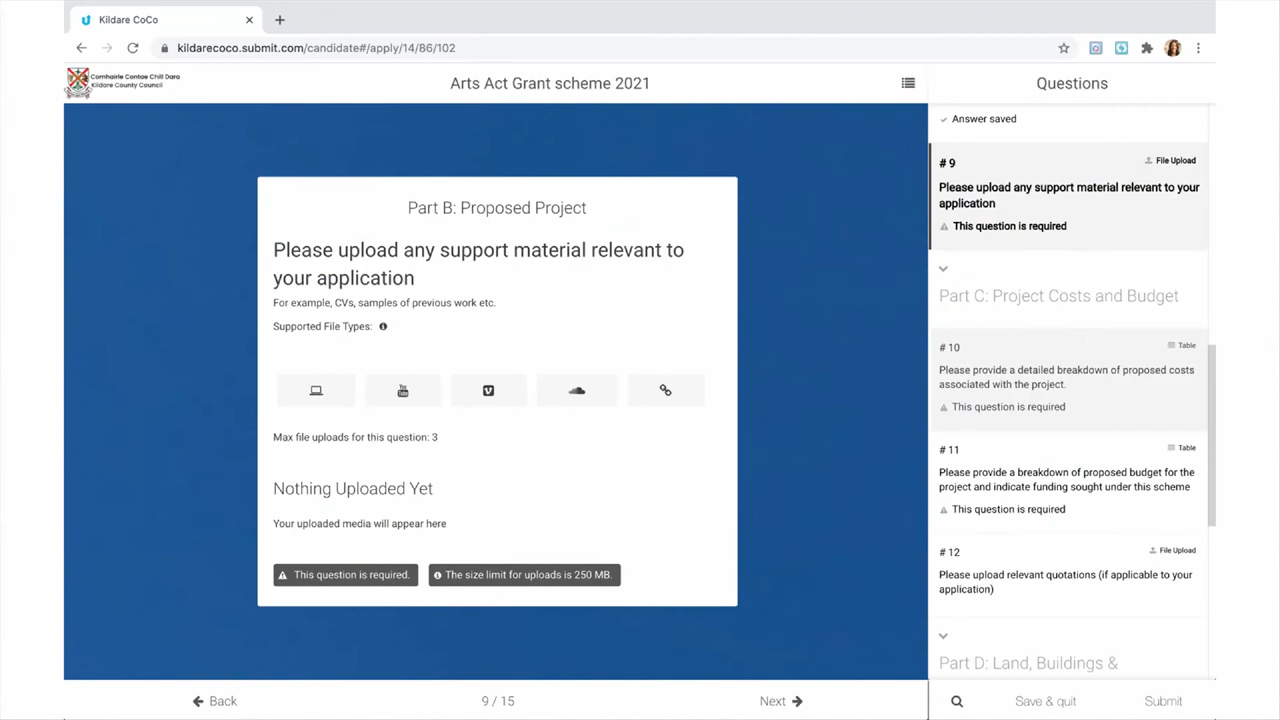 Kildare CoCo
kildarecoco.submit.com/candidate#/apply/14/86/102
Comhairle Contae Chill Dara
Kildare County Council
Arts Act Grant scheme 2021
Questions
Part B: Proposed Project
Please upload any support material relevant to
your application
For example, CVs, samples of previous work etc.
Supported File Types:
You
Tube
Max file uploads for this question: 3
Nothing Uploaded Yet
Your uploaded media will appear here
This question is required.
The size limit for uploads is 250 MB.
Back
9 / 15
Next
Answer saved
# 9
File Upload
Please upload any support material relevant to your
application
This question is required
Part C: Project Costs and Budget
# 10
Table
Please provide a detailed breakdown of proposed costs
associated with the project.
This question is required
# 11
Table
Please provide a breakdown of proposed budget for the
project and indicate funding sought under this scheme
This question is required
# 12
File Upload
Please upload relevant quotations (if applicable to your
application)
Part D: Land, Buildings &
Save & quit
Submit